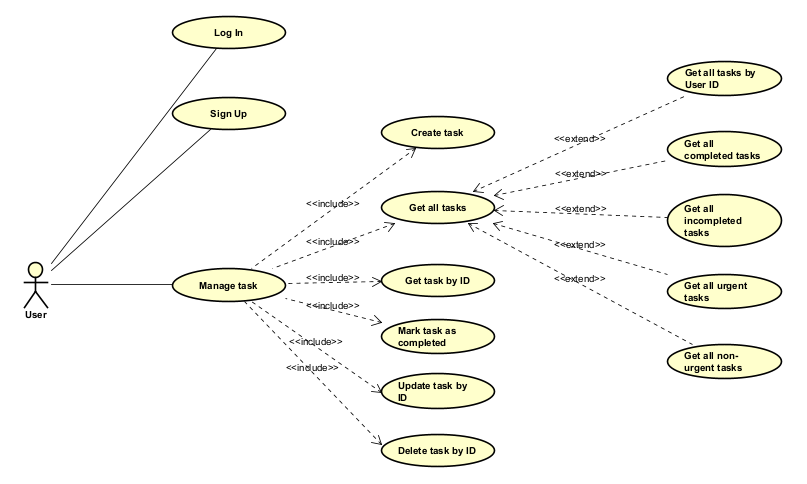 Log In
Sign Up
User
Manage task
<<include>>
<<include>>
<<include>>
<<include>>
<<include>>
<<include>>
Create task
Get all tasks
Get task by ID
Mark task as
completed
Update task by
ID
Delete task by ID
<<extend>>
<<extend>>
<<extend>>
<<extend>>
<<extend>>
Get all tasks by
User ID
Get all
completed tasks
Get all
incompleted
tasks
Get all urgent
tasks
Get all non-
urgent tasks